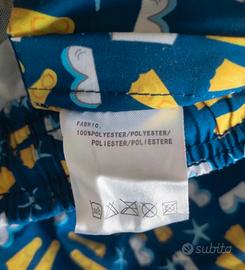 FABRIC.
100%POLYESTER/POLYESTER/
POLIESTER/POLIESTERE
subito